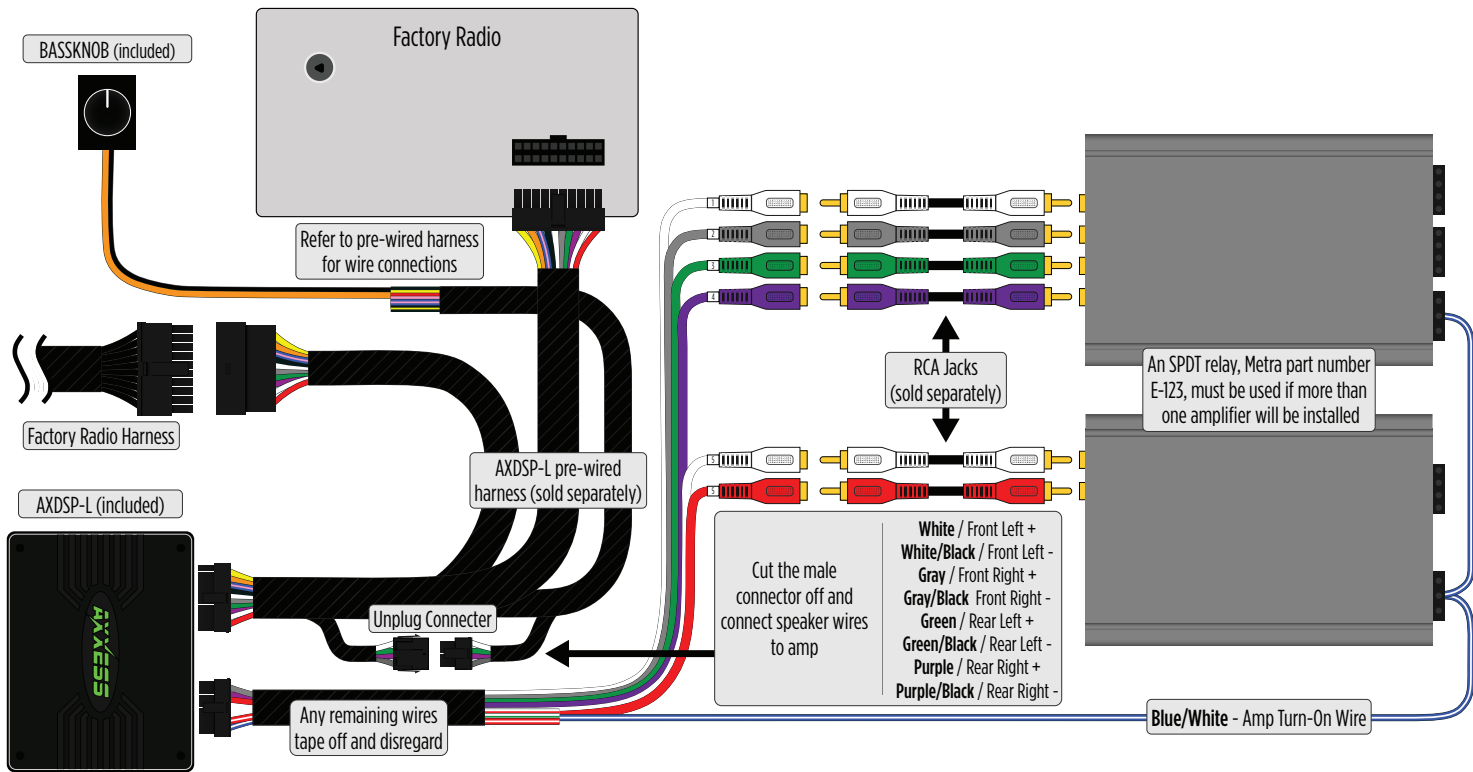 Factory Radio
BASSKNOB (included)
Refer to pre-wired harness
for wire connections
Factory Radio Harness
AXDSP-L pre-wired
harness (sold separately)
AXDSP-L (included)
AXXESS
Unplug Connecter
Any remaining wires
tape off and disregard
1
2
3
4
RCA Jacks
(sold separately)
5
5
An SPDT relay, Metra part number
E-123, must be used if more than
one amplifier will be installed
Cut the male
connector off and
connect speaker wires
to amp
White / Front Left +
White/Black / Front Left -
Gray / Front Right +
Gray/Black Front Right -
Green / Rear Left +
Green/Black / Rear Left -
Purple / Rear Right +
Purple/Black / Rear Right -
Blue/White - Amp Turn-On Wire